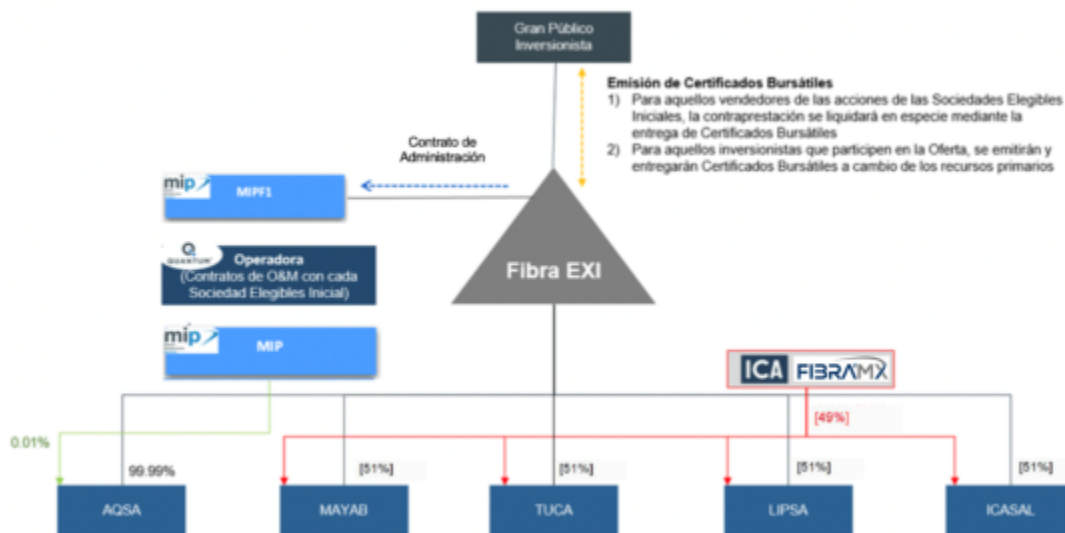 Gran Público
Inversionista
Emisión de Certificados Bursátiles
1) Para aquellos vendedores de las acciones de las Sociedades Elegibles
Iniciales, la contraprestación se liquidará en especie mediante la
entrega de Certificados Bursátiles
2) Para aquellos inversionistas que participen en la Oferta, se emitirán y
entregarán Certificados Bursátiles a cambio de los recursos primarios
Contrato de
Administración
mip
MIPF1
QUANTUM
Operadora
(Contratos de O&M con cada
Sociedad Elegibles Inicial)
Fibra EXI
mip
MIP
ICA FIBRAMX
0.01%
99.99%
[51%]
[51%]
[49%]
[51%]
[51%]
AQSA
MAYAB
TUCA
LIPSA
ICASAL